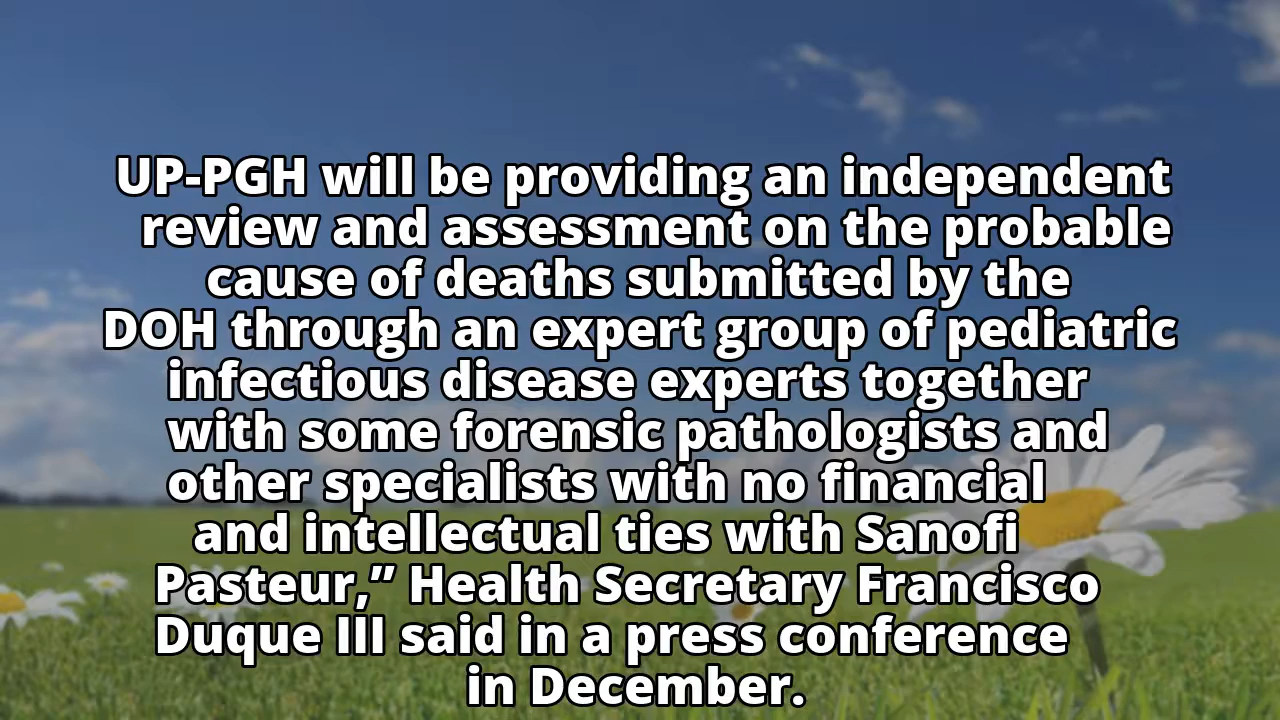 UP-PGH will be providing an independent
review and assessment on the probable
cause of deaths submitted by the
DOH through an expert group of pediatric
infectious disease experts together
with some forensic pathologists and
other specialists with no financial
and intellectual ties with Sanofi
Pasteur,” Health Secretary Francisco
Duque III said in a press conference
in December.